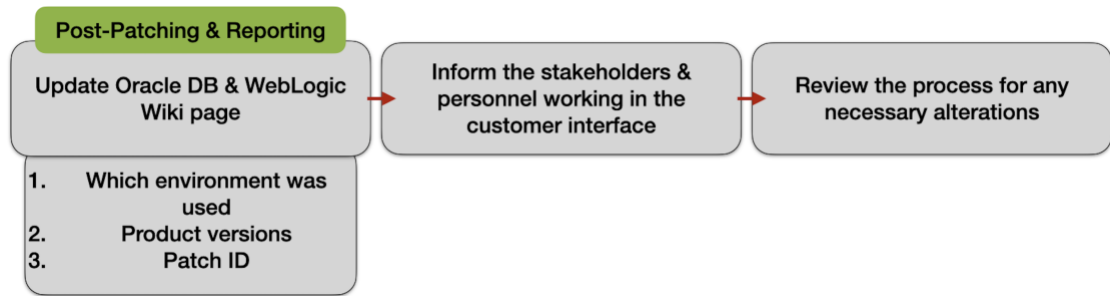 Post-Patching & Reporting
Update Oracle DB & WebLogic
Wiki page
1. Which environment was
used
2. Product versions
3. Patch ID
Inform the stakeholders &
personnel working in the
customer interface
Review the process for any
necessary alterations